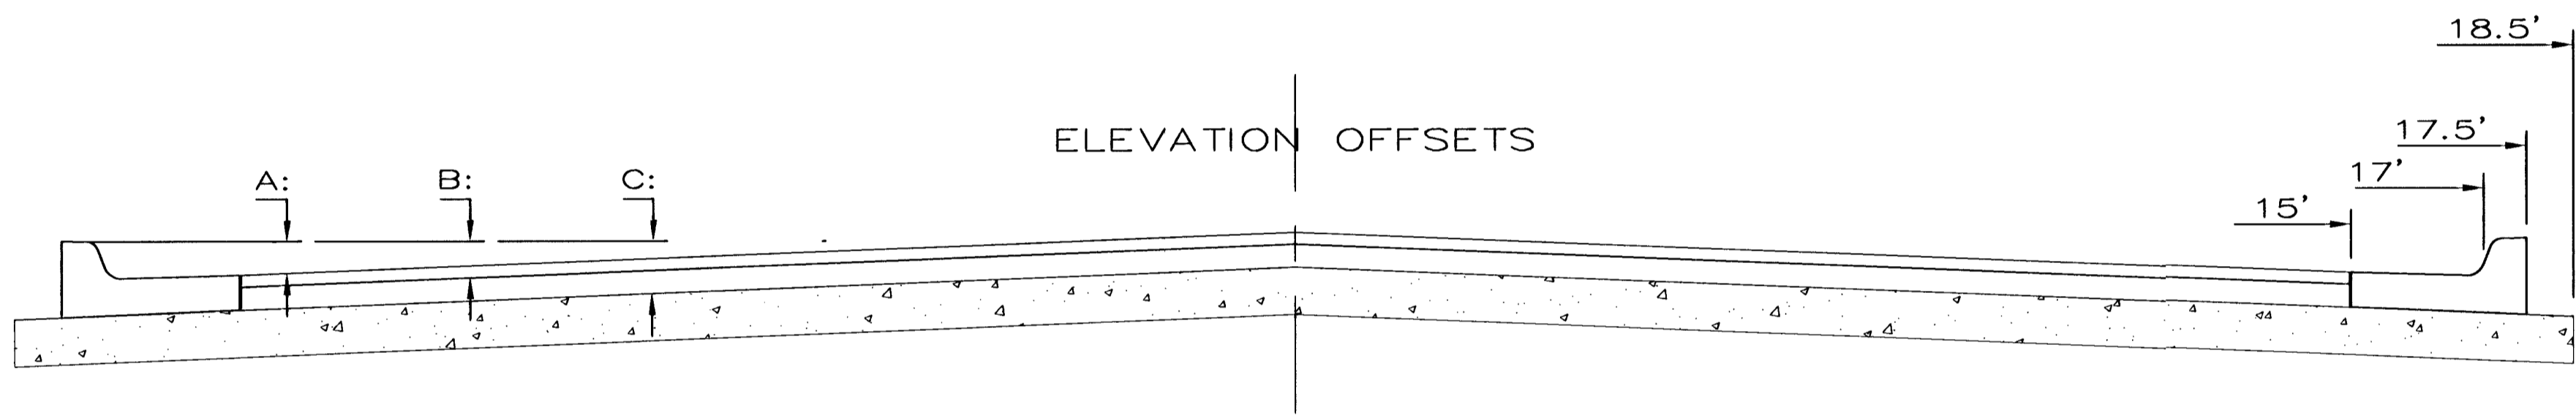 18.5'
ELEVATION OFFSETS
17.5'
A: B: C:
17'
15'